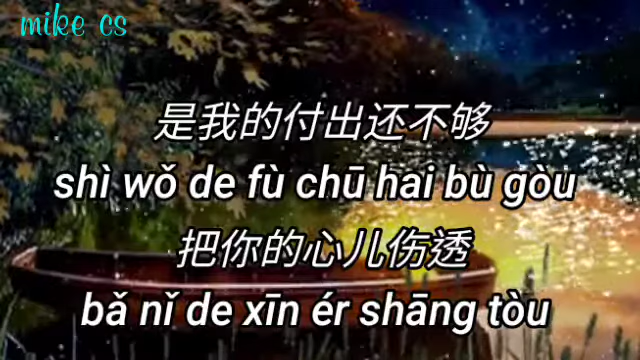 mike cs
是我的付出还不够
shì wǒ de fù chū hai bù gòu
把你的心儿伤透
bǎ nǐ de xīn ér shāng tòu